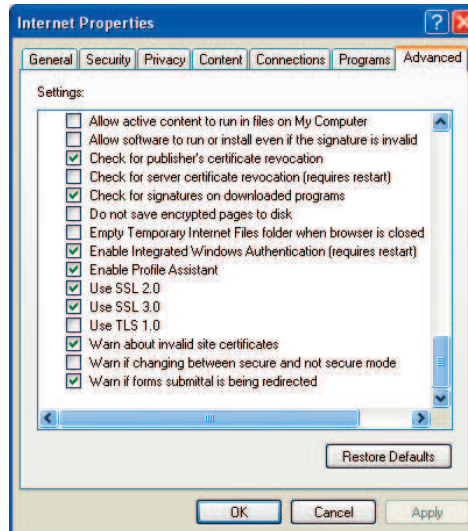 Internet Properties
General Security Privacy Content Connections Programs Advanced
Settings:
Allow active content to run in files on My Computer
Allow software to run or install even if the signature is invalid
Check for publisher's certificate revocation
Check for server certificate revocation (requires restart)
Check for signatures on downloaded programs
Do not save encrypted pages to disk
Empty Temporary Internet Files folder when browser is closed
Enable Integrated Windows Authentication (requires restart)
Enable Profile Assistant
Use SSL 2.0
Use SSL 3.0
Use TLS 1.0
Warn about invalid site certificates
Warn if changing between secure and not secure mode
Warn if forms submittal is being redirected
Restore Defaults
OK Cancel Apply